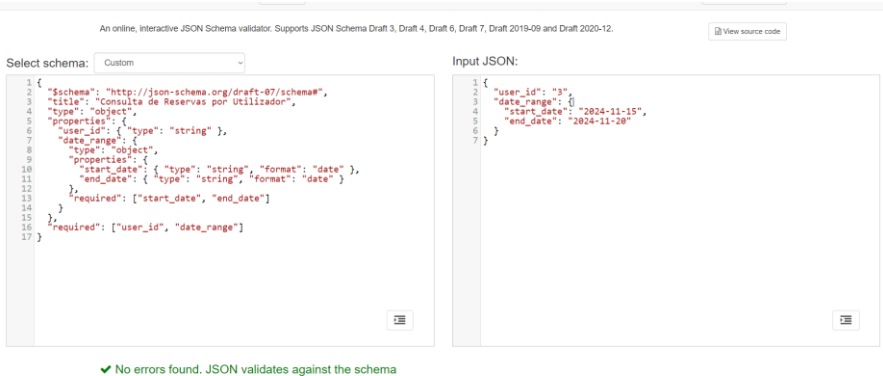 An online, interactive JSON Schema validator. Supports JSON Schema Draft 3, Draft 4, Draft 6, Draft 7, Draft 2019-09 and Draft 2020-12.
View source code
Select schema: Custom
1 {
2 "$schema": "http://json-schema.org/draft-07/schema#",
3 "title": "Consulta de Reservas por Utilizador",
4 "type": "object",
5 "properties": {
6 "user_id": { "type": "string" },
7 "date_range": {
8 "type": "object",
9 "properties": {
10 "start_date": { "type": "string", "format": "date" },
11 "end_date": { "type": "string", "format": "date" }
12 },
13 "required": ["start_date", "end_date"]
14 }
15 },
16 "required": ["user_id", "date_range"]
17 }
Input JSON:
1 {
2 "user_id": "3",
3 "date_range": {
4 "start_date": "2024-11-15",
5 "end_date": "2024-11-20"
6 }
7 }
✔ No errors found. JSON validates against the schema